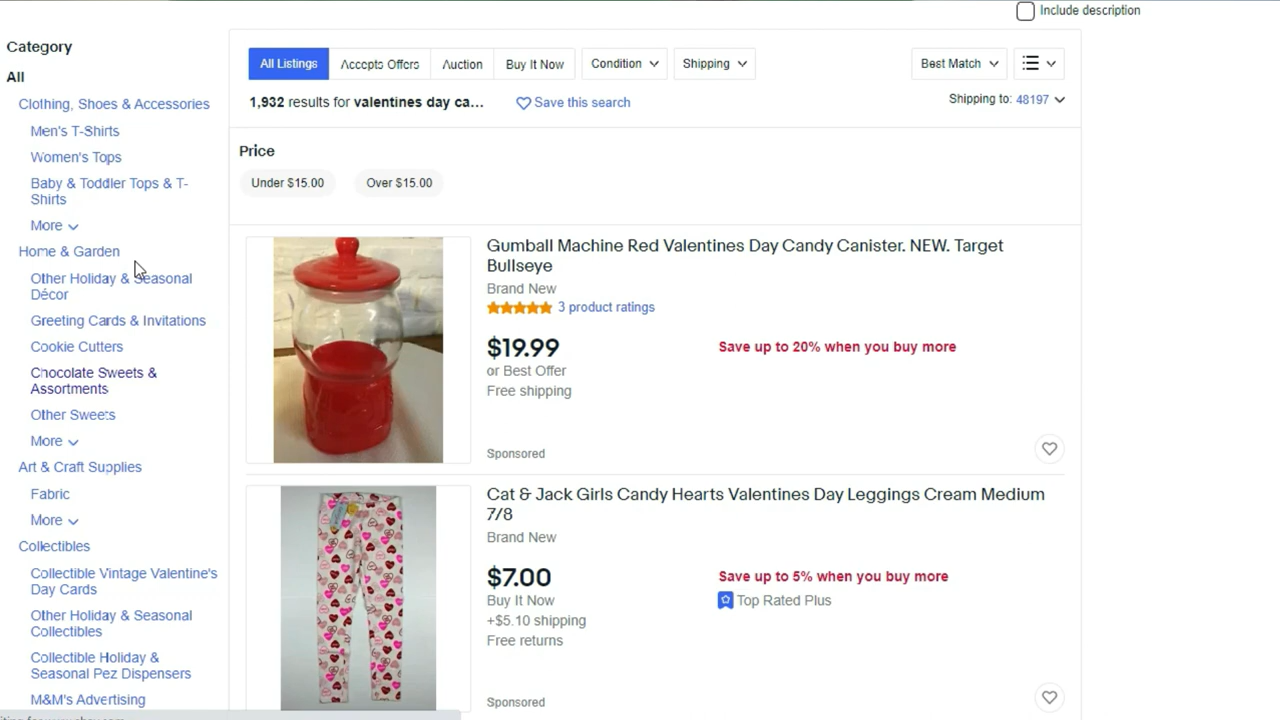 Include description
Category
All
Clothing, Shoes & Accessories
Men's T-Shirts
Women's Tops
Baby & Toddler Tops & T-
Shirts
More
Home & Garden
Other Holiday & Seasonal
Décor
Greeting Cards & Invitations
Cookie Cutters
Chocolate Sweets &
Assortments
Other Sweets
More
Art & Craft Supplies
Fabric
More
Collectibles
Collectible Vintage Valentine's
Day Cards
Other Holiday & Seasonal
Collectibles
Collectible Holiday &
Seasonal Pez Dispensers
M&M's Advertising
All Listings Accepts Offers Auction Buy It Now Condition Shipping Best Match
1,932 results for valentines day ca... Save this search Shipping to: 48197
Price
Under $15.00 Over $15.00
Gumball Machine Red Valentines Day Candy Canister. NEW. Target
Bullseye
Brand New
3 product ratings
$19.99 Save up to 20% when you buy more
or Best Offer
Free shipping
Sponsored
Cat & Jack Girls Candy Hearts Valentines Day Leggings Cream Medium
7/8
Brand New
$7.00 Save up to 5% when you buy more
Buy It Now Top Rated Plus
+$5.10 shipping
Free returns
Sponsored